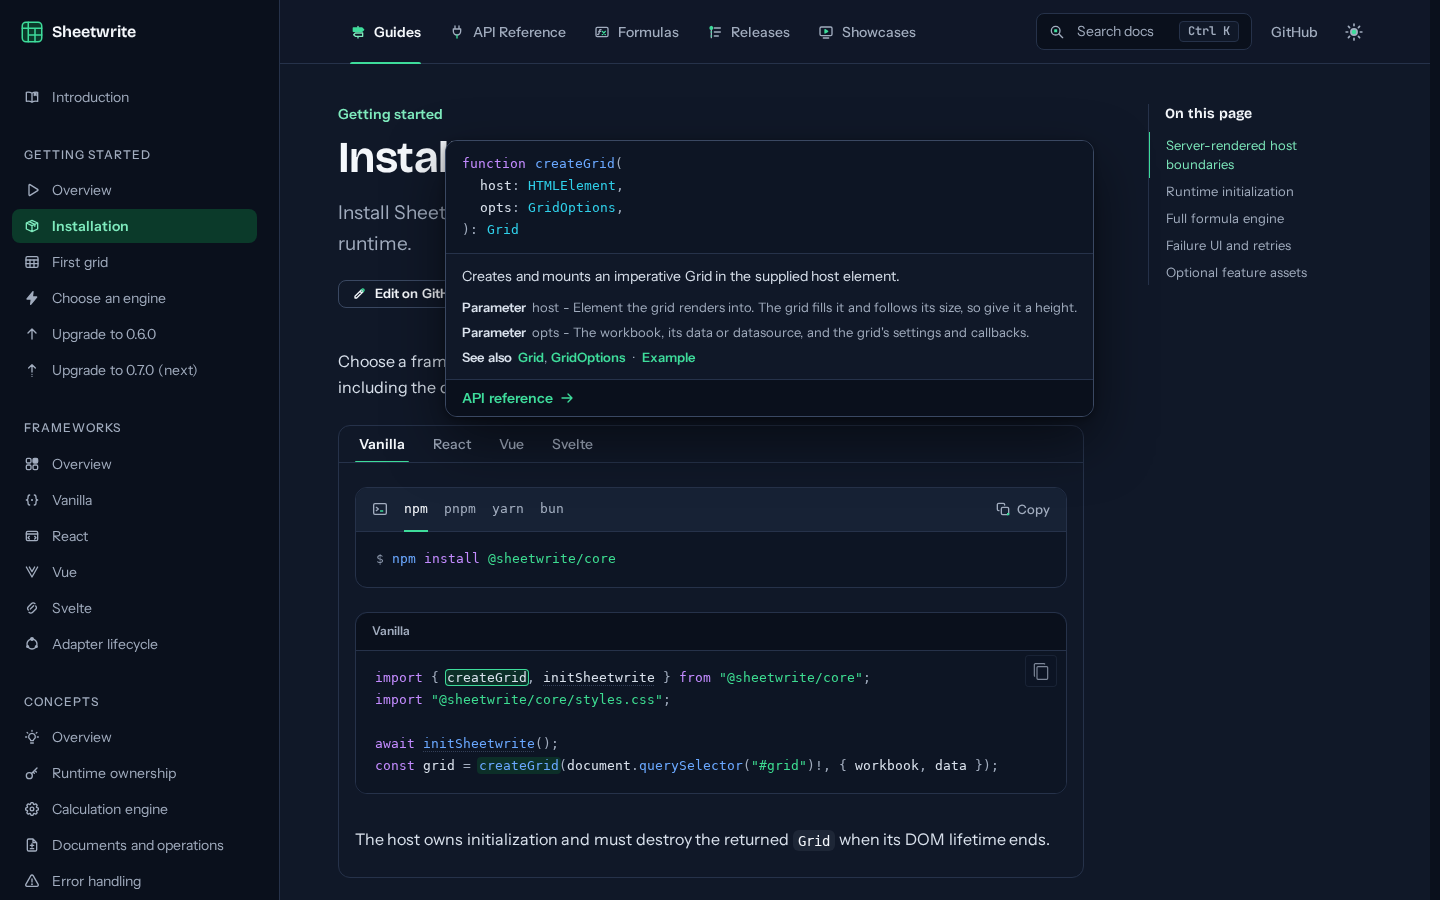 Sheetwrite
Guides
API Reference
Formulas
Releases
Showcases
Search docs
Ctrl K
GitHub
Introduction
GETTING STARTED
Overview
Installation
First grid
Choose an engine
Upgrade to 0.6.0
Upgrade to 0.7.0 (next)
FRAMEWORKS
Overview
Vanilla
React
Vue
Svelte
Adapter lifecycle
CONCEPTS
Overview
Runtime ownership
Calculation engine
Documents and operations
Error handling
Getting started
Instal
Install Sheet
runtime.
Edit on GitH
Choose a fram
including the
function createGrid(
host: HTMLElement,
opts: GridOptions,
): Grid
Creates and mounts an imperative Grid in the supplied host element.
Parameter host - Element the grid renders into. The grid fills it and follows its size, so give it a height.
Parameter opts - The workbook, its data or datasource, and the grid's settings and callbacks.
See also Grid, GridOptions · Example
API reference →
Vanilla
React
Vue
Svelte
npm
pnpm
yarn
bun
Copy
$ npm install @sheetwrite/core
Vanilla
import { createGrid, initSheetwrite } from "@sheetwrite/core";
import "@sheetwrite/core/styles.css";
await initSheetwrite();
const grid = createGrid(document.querySelector("#grid")!, { workbook, data });
The host owns initialization and must destroy the returned Grid when its DOM lifetime ends.
On this page
Server-rendered host
boundaries
Runtime initialization
Full formula engine
Failure UI and retries
Optional feature assets